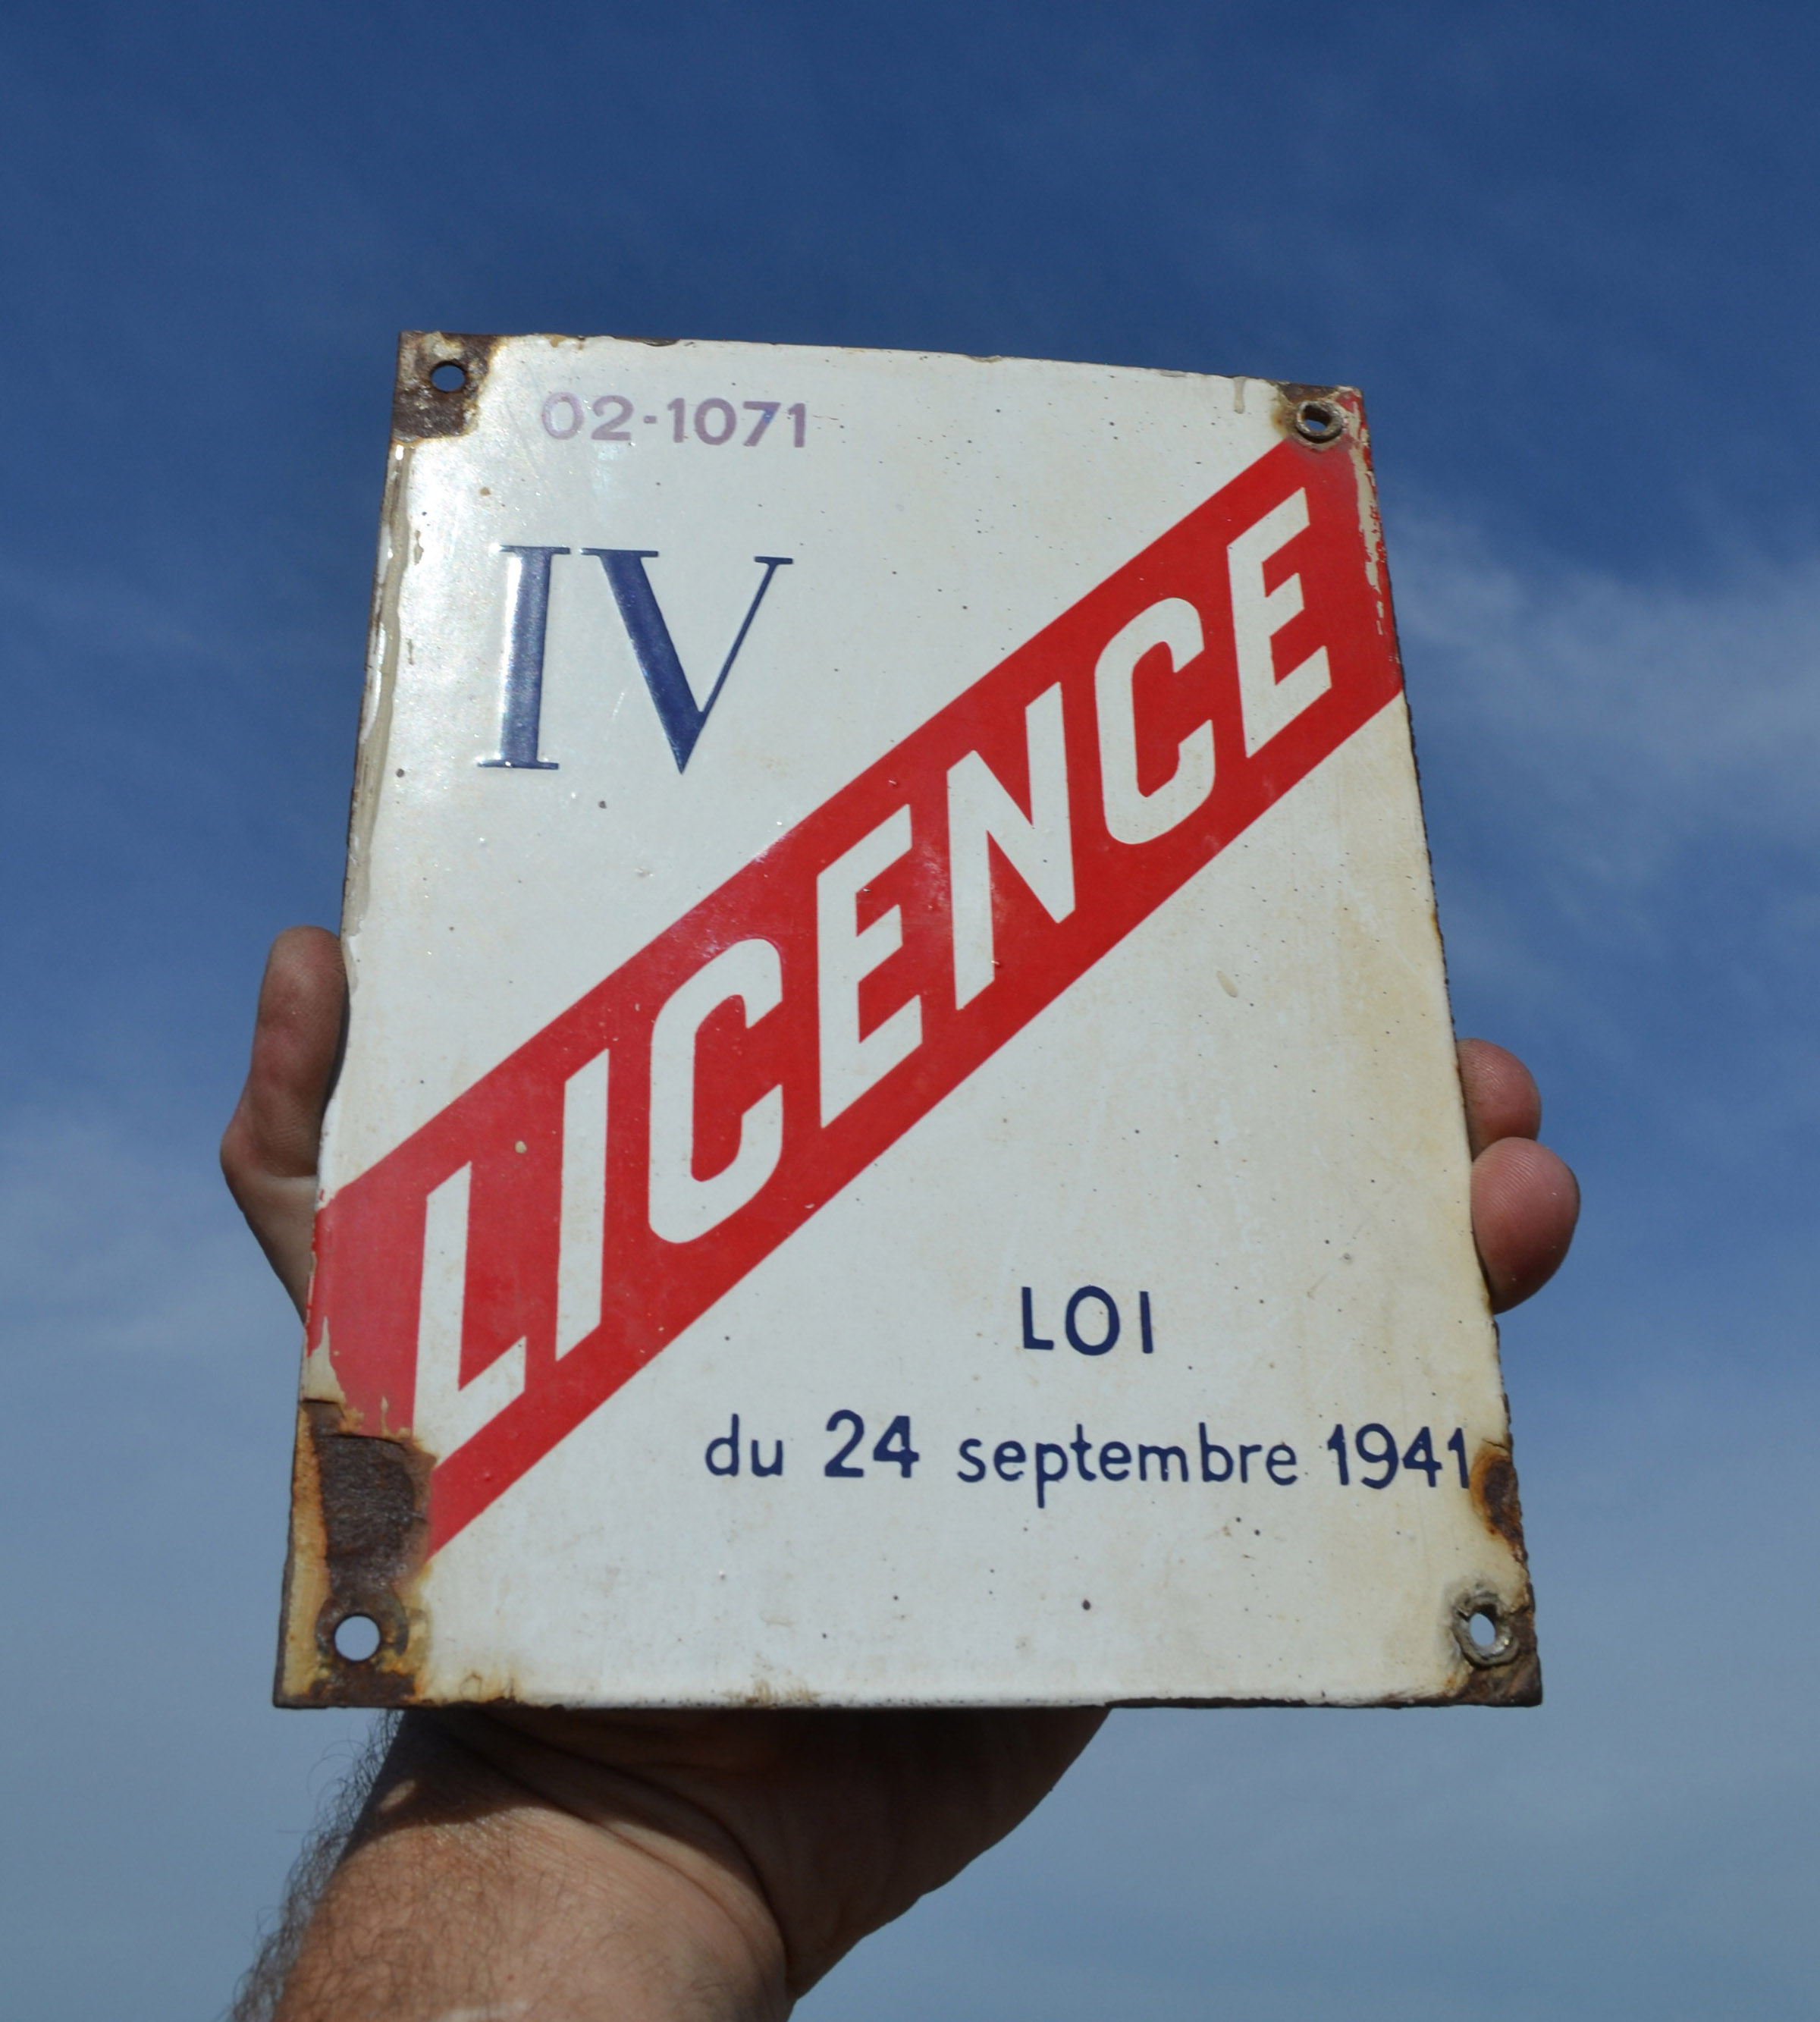 02-1071
IV
LICENCE
LOI
du 24 septembre 1941